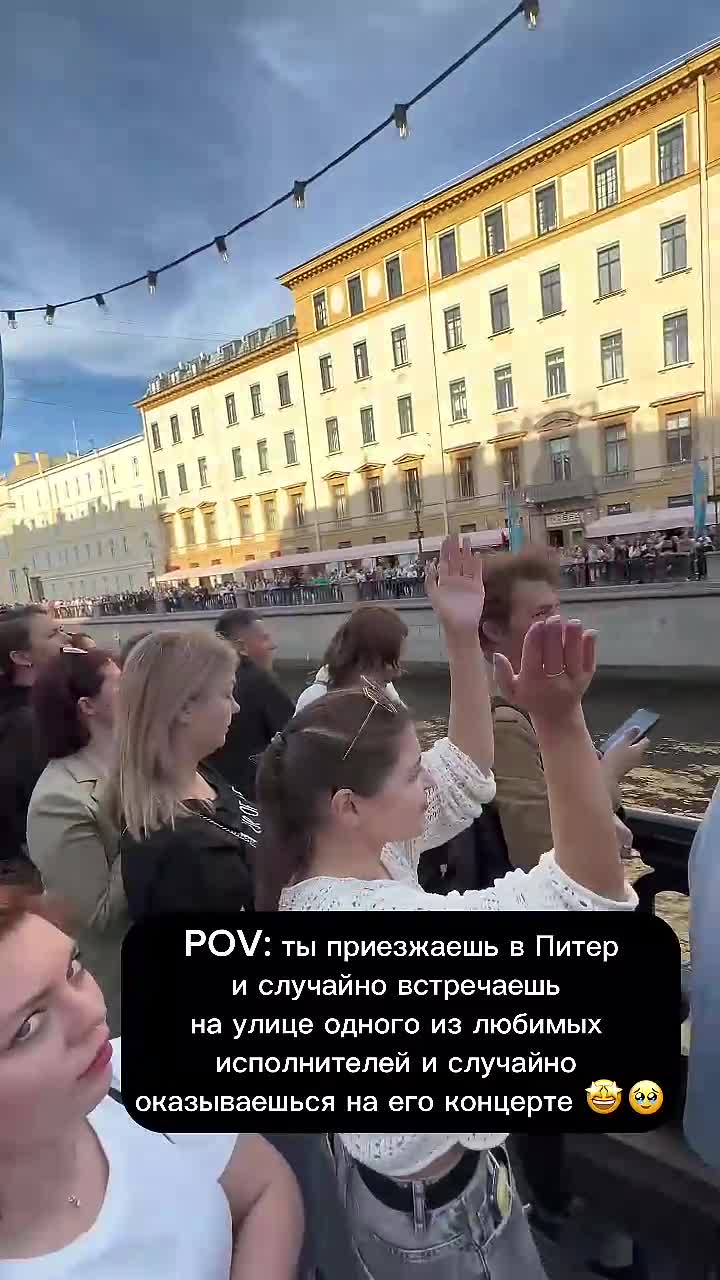 POV: ты приезжаешь в Питер
и случайно встречаешь
на улице одного из любимых
исполнителей и случайно
оказываешься на его концерте 🤩🥹